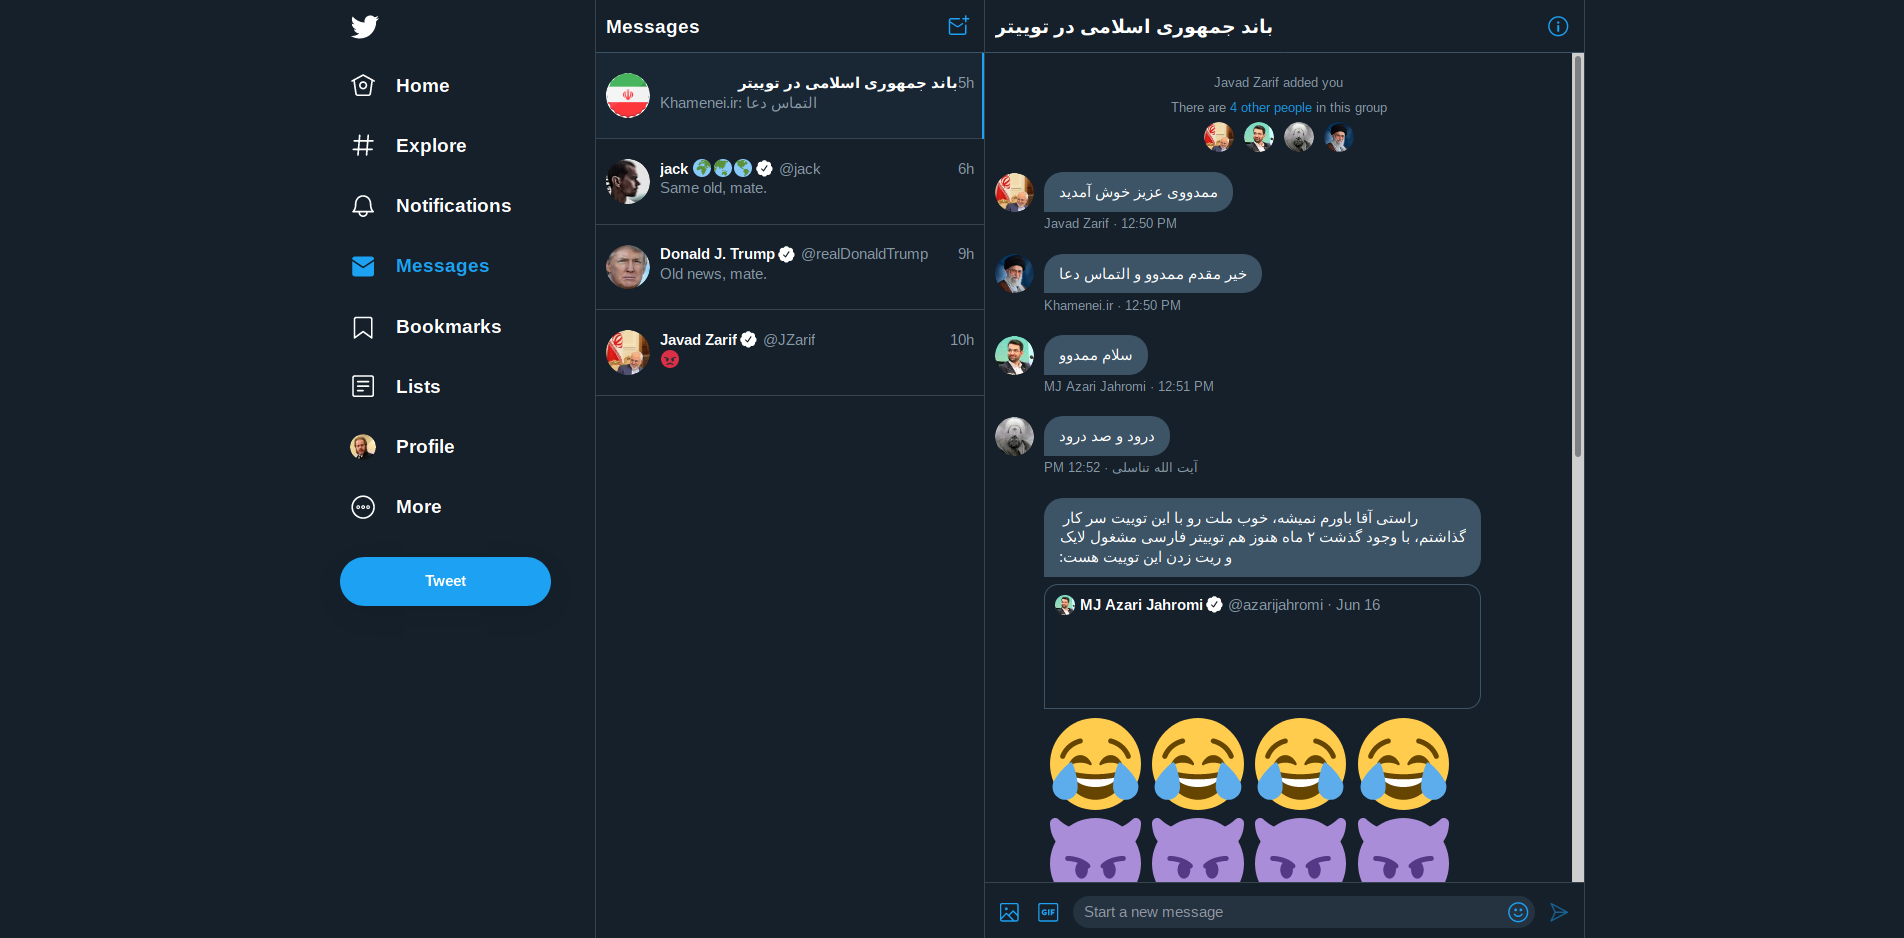 Home
Explore
Notifications
Messages
Bookmarks
Lists
Profile
More
Tweet
Messages
باند جمهوری اسلامی در توییتر 5h
Khamenei.ir: التماس دعا
jack @jack 6h
Same old, mate.
Donald J. Trump @realDonaldTrump 9h
Old news, mate.
Javad Zarif @JZarif 10h
باند جمهوری اسلامی در توییتر
Javad Zarif added you
There are 4 other people in this group
ممدووی عزیز خوش آمدید
Javad Zarif · 12:50 PM
خیر مقدم ممدوو و التماس دعا
Khamenei.ir · 12:50 PM
سلام ممدوو
MJ Azari Jahromi · 12:51 PM
درود و صد درود
آیت الله تناسلی · 12:52 PM
راستی آقا باورم نمیشه، خوب ملت رو با این توییت سر کار
گذاشتم، با وجود گذشت ۲ ماه هنوز هم توییتر فارسی مشغول لایک
و ریت زدن این توییت هست:
MJ Azari Jahromi @azarijahromi · Jun 16
GIF
Start a new message